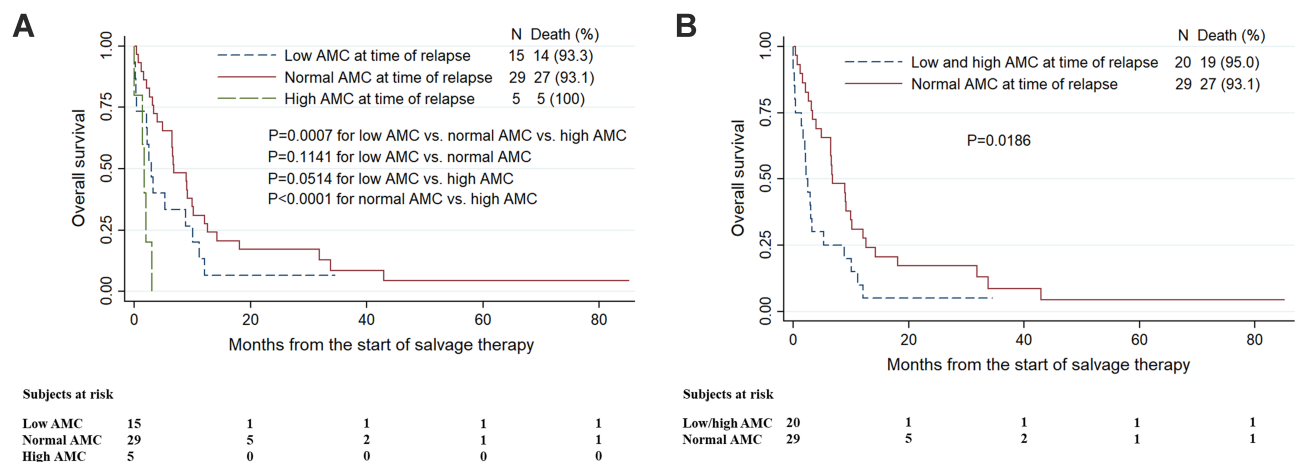 A
N Death (%)
Low AMC at time of relapse 15 14 (93.3)
Normal AMC at time of relapse 29 27 (93.1)
High AMC at time of relapse 5 5 (100)
P=0.0007 for low AMC vs. normal AMC vs. high AMC
P=0.1141 for low AMC vs. normal AMC
P=0.0514 for low AMC vs. high AMC
P<0.0001 for normal AMC vs. high AMC
Overall survival
1.00
0.75
0.50
0.25
0.00
0 20 40 60 80
Months from the start of salvage therapy
Subjects at risk
Low AMC 15 1 1 1 1
Normal AMC 29 5 2 1 1
High AMC 5 0 0 0 0
B
N Death (%)
Low and high AMC at time of relapse 20 19 (95.0)
Normal AMC at time of relapse 29 27 (93.1)
P=0.0186
Overall survival
1.00
0.75
0.50
0.25
0.00
0 20 40 60 80
Months from the start of salvage therapy
Subjects at risk
Low/high AMC 20 1 1 1 1
Normal AMC 29 5 2 1 1